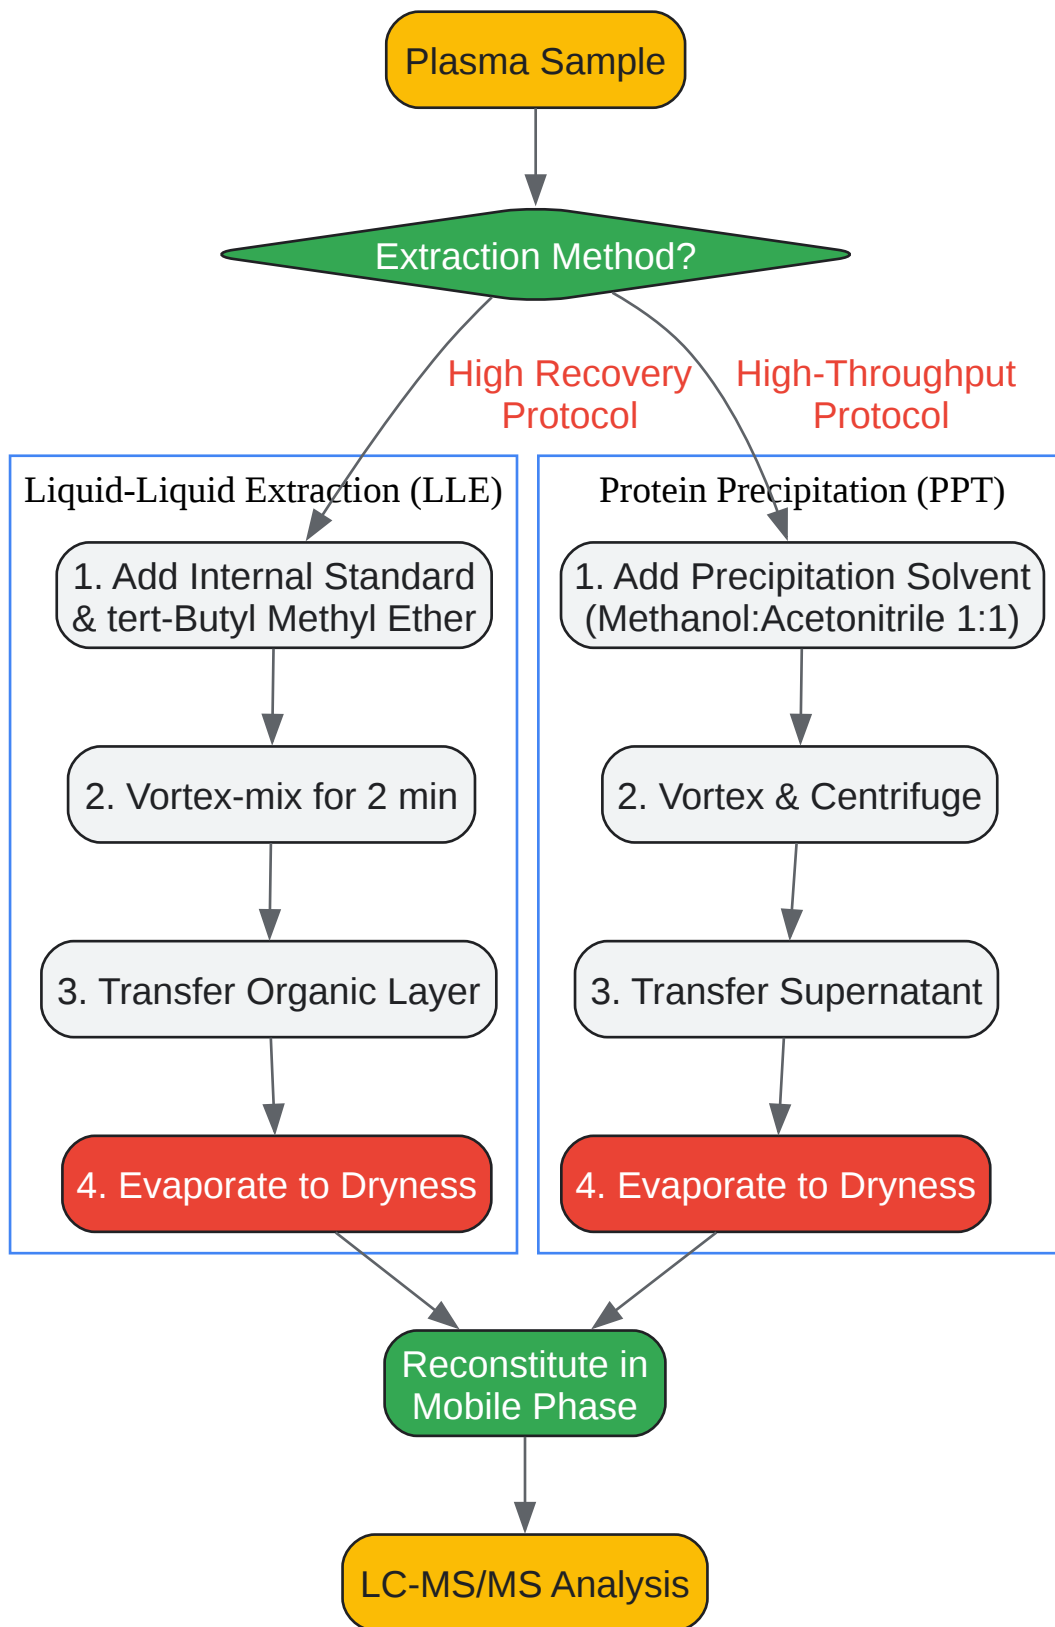 Plasma Sample
Extraction Method?
High Recovery
Protocol
High-Throughput
Protocol
Liquid-Liquid Extraction (LLE)
1. Add Internal Standard
& tert-Butyl Methyl Ether
2. Vortex-mix for 2 min
3. Transfer Organic Layer
4. Evaporate to Dryness
Protein Precipitation (PPT)
1. Add Precipitation Solvent
(Methanol:Acetonitrile 1:1)
2. Vortex & Centrifuge
3. Transfer Supernatant
4. Evaporate to Dryness
Reconstitute in
Mobile Phase
LC-MS/MS Analysis